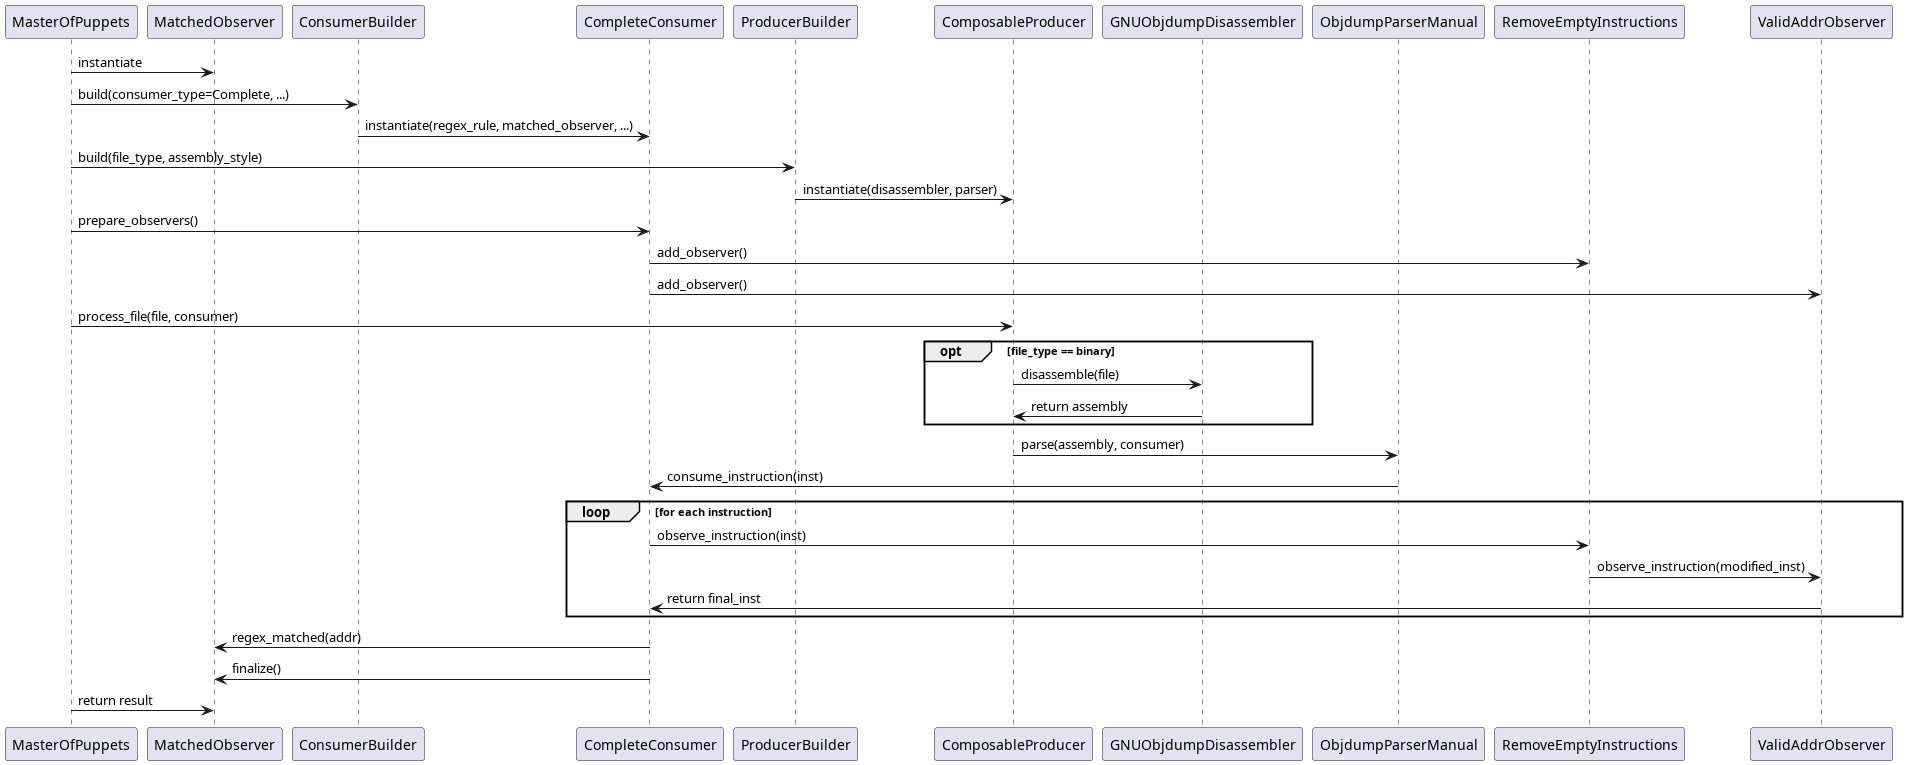 MasterOfPuppets MatchedObserver ConsumerBuilder CompleteConsumer ProducerBuilder ComposableProducer GNUObjdumpDisassembler ObjdumpParserManual RemoveEmptyInstructions ValidAddrObserver
instantiate
build(consumer_type=Complete, ...)
instantiate(regex_rule, matched_observer, ...)
build(file_type, assembly_style)
instantiate(disassembler, parser)
prepare_observers()
add_observer()
add_observer()
process_file(file, consumer)
opt [file_type == binary]
disassemble(file)
return assembly
parse(assembly, consumer)
consume_instruction(inst)
loop [for each instruction]
observe_instruction(inst)
observe_instruction(modified_inst)
return final_inst
regex_matched(addr)
finalize()
return result
MasterOfPuppets MatchedObserver ConsumerBuilder CompleteConsumer ProducerBuilder ComposableProducer GNUObjdumpDisassembler ObjdumpParserManual RemoveEmptyInstructions ValidAddrObserver